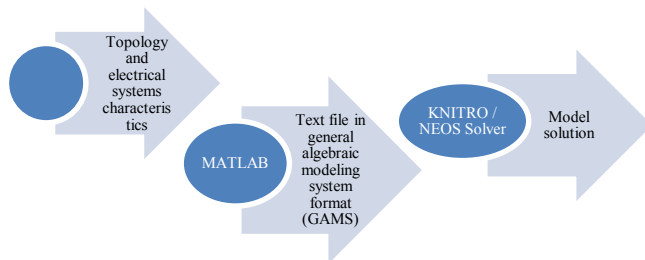 Topology
and
electrical
systems
characteris
tics
MATLAB
Text file in
general
algebraic
modeling
system
format
(GAMS)
KNITRO /
NEOS Solver
Model
solution